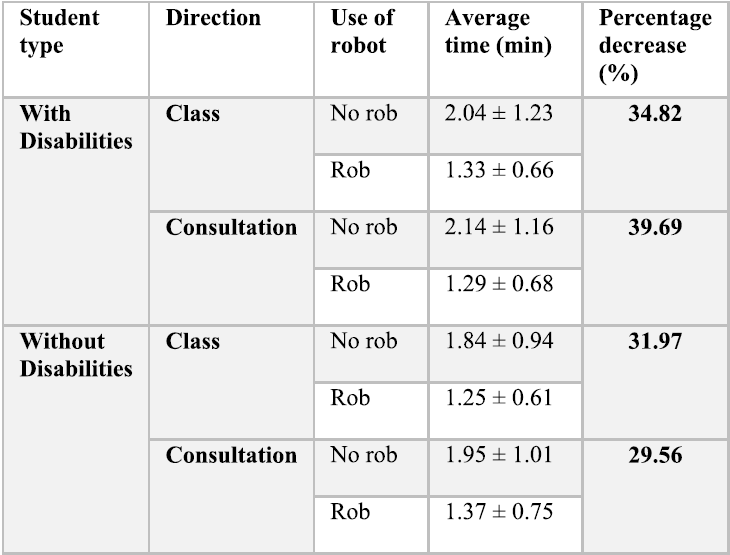 Student type | Direction | Use of robot | Average time (min) | Percentage decrease (%)
With Disabilities | Class | No rob | 2.04 ± 1.23 | 34.82
Rob | 1.33 ± 0.66
Consultation | No rob | 2.14 ± 1.16 | 39.69
Rob | 1.29 ± 0.68
Without Disabilities | Class | No rob | 1.84 ± 0.94 | 31.97
Rob | 1.25 ± 0.61
Consultation | No rob | 1.95 ± 1.01 | 29.56
Rob | 1.37 ± 0.75